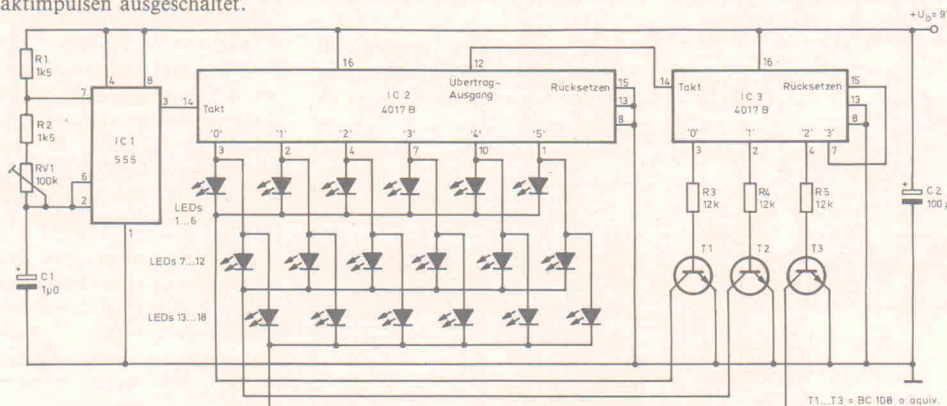 aktimpulsen ausgeschaltet.
+U_b= 9
R1
1k5
4
8
16
12
16
7
3
14
Takt
IC 2
4017 B
Übertrag-
Ausgang
Rücksetzen
15
13
8
14
Takt
IC 3
4017 B
Rücksetzen
15
13
8
R2
1k5
IC 1
555
'0'
'1'
'2'
'3'
'4'
'5'
3
2
4
7
10
1
'0'
'1'
'2'
'3'
3
2
4
7
RV1
100k
6
2
R3
12k
R4
12k
R5
12k
C2
100 µ
LEDs
1...6
1
T1
T2
T3
LEDs 7...12
C1
1µ0
LEDs 13...18
T1...T3 = BC 108 o äquiv.